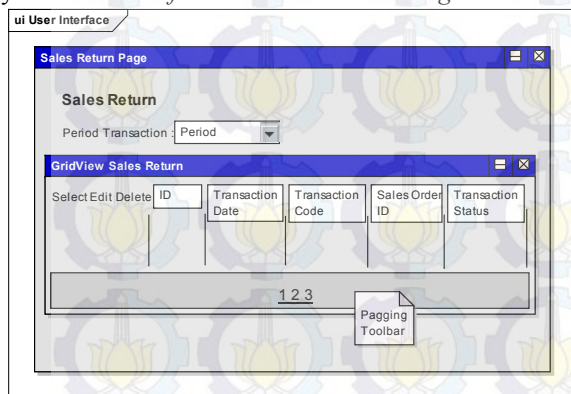 ui User Interface
Sales Return Page
Sales Return
Period Transaction : Period
GridView Sales Return
Select Edit Delete ID Transaction Date Transaction Code Sales Order ID Transaction Status
1 2 3
Pagging
Toolbar